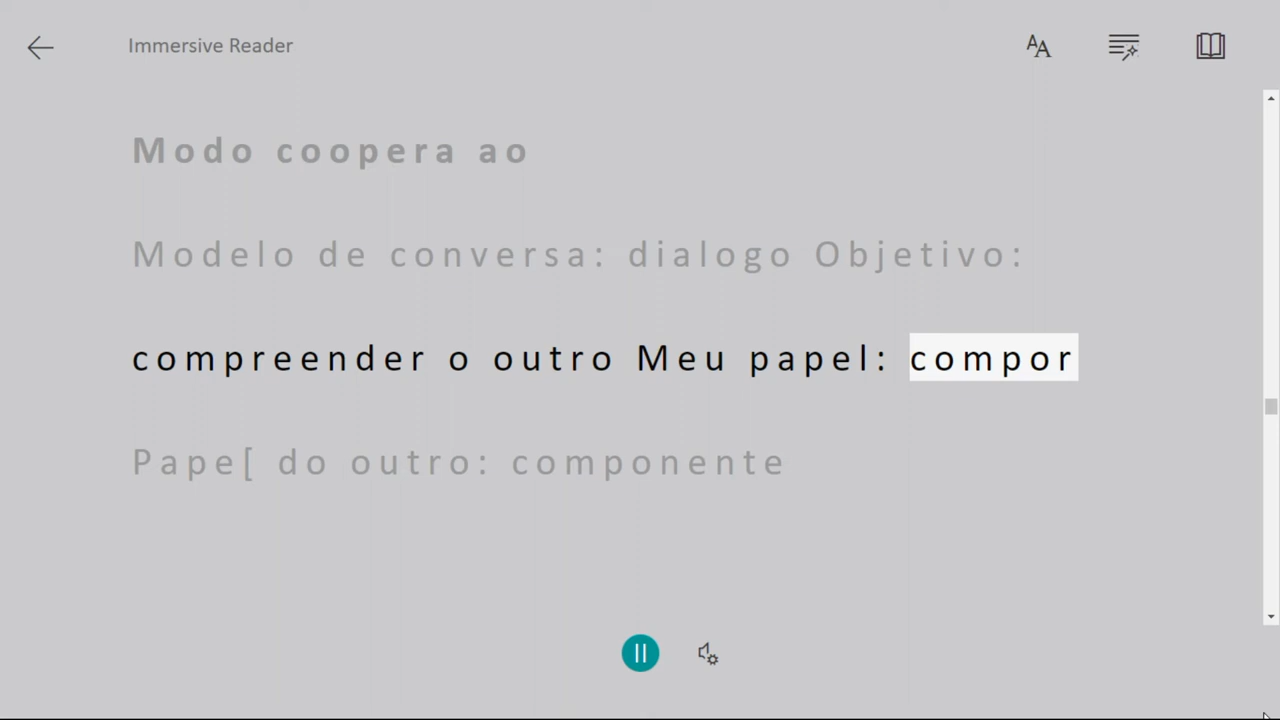 Immersive Reader
Modo coopera ao
Modelo de conversa: dialogo Objetivo:
compreender o outro Meu papel: compor
Pape[ do outro: componente